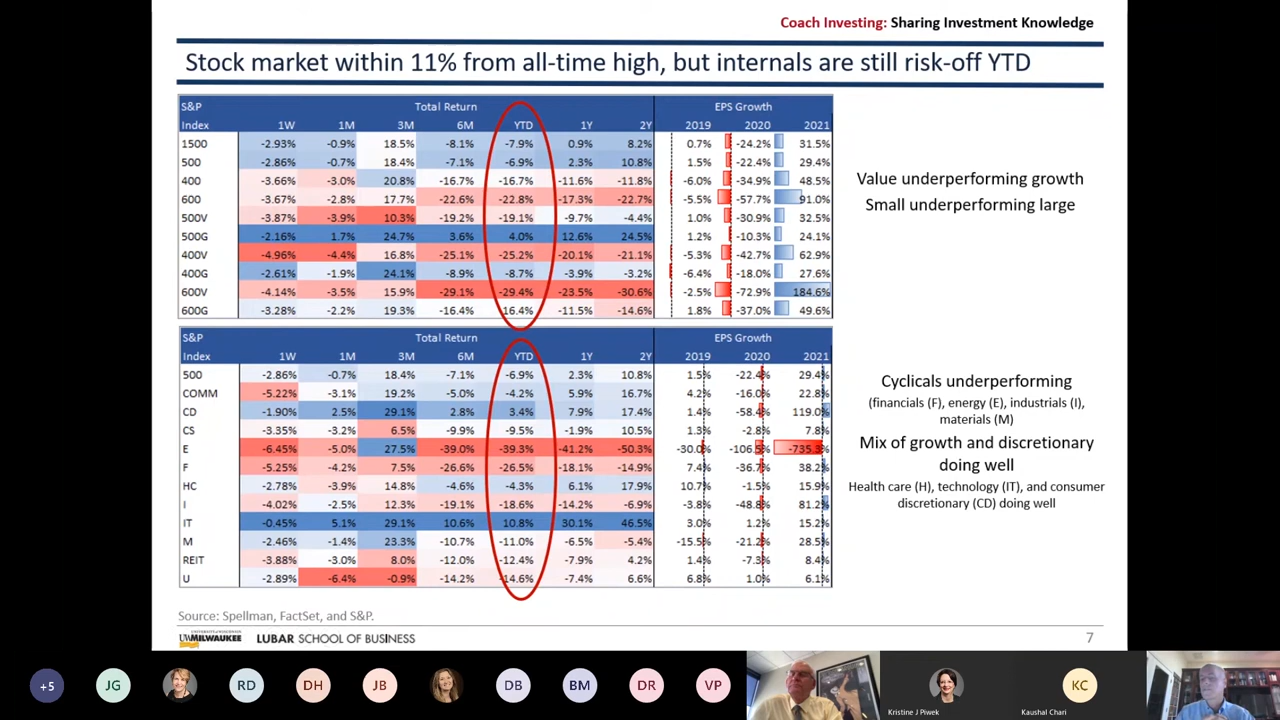 Coach Investing: Sharing Investment Knowledge
Stock market within 11% from all-time high, but internals are still risk-off YTD
S&P Total Return EPS Growth
Index 1W 1M 3M 6M YTD 1Y 2Y 2019 2020 2021
1500 -2.93% -0.9% 18.5% -8.1% -7.9% 0.9% 8.2% 0.7% -24.2% 31.5%
500 -2.86% -0.7% 18.4% -7.1% -6.9% 2.3% 10.8% 1.5% -22.4% 29.4%
400 -3.66% -3.0% 20.8% -16.7% -16.7% -11.6% -11.8% -6.0% -34.9% 48.5%
600 -3.67% -2.8% 17.7% -22.6% -22.8% -17.3% -22.7% -5.5% -57.7% 91.0%
500V -3.87% -3.9% 10.3% -19.2% -19.1% -9.7% -4.4% 1.0% -30.9% 32.5%
500G -2.16% 1.7% 24.7% 3.6% 4.0% 12.6% 24.5% 1.2% -10.3% 24.1%
400V -4.96% -4.4% 16.8% -25.1% -25.2% -20.1% -21.1% -5.3% -42.7% 62.9%
400G -2.61% -1.9% 24.1% -8.9% -8.7% -3.9% -3.2% -6.4% -18.0% 27.6%
600V -4.14% -3.5% 15.9% -29.1% -29.4% -23.5% -30.6% -2.5% -72.9% 184.6%
600G -3.28% -2.2% 19.3% -16.4% 16.4% -11.5% -14.6% 1.8% -37.0% 49.6%
Value underperforming growth
Small underperforming large
S&P Total Return EPS Growth
Index 1W 1M 3M 6M YTD 1Y 2Y 2019 2020 2021
500 -2.86% -0.7% 18.4% -7.1% -6.9% 2.3% 10.8% 1.5% -22.4% 29.4%
COMM -5.22% -3.1% 19.2% -5.0% -4.2% 5.9% 16.7% 4.2% -16.0% 22.8%
CD -1.90% 2.5% 29.1% 2.8% 3.4% 7.9% 17.4% 1.4% -58.4% 119.0%
CS -3.35% -3.2% 6.5% -9.9% -9.5% 1.2% 8.2% 1.3% -2.8% 7.8%
E -6.45% -5.0% 27.5% -39.0% -39.3% -41.2% -50.3% -30.0% -106.5% -735.3%
F -5.25% -4.2% 7.5% -26.6% -26.5% -18.1% -14.9% 7.4% -36.7% 38.2%
HC -2.78% -3.9% 14.8% -4.6% -4.3% 6.1% 17.9% 10.7% -1.5% 15.9%
I -4.02% -2.5% 12.3% -19.1% -18.6% -14.2% -6.9% -3.8% -48.8% 81.2%
IT -0.45% 5.1% 29.1% 10.6% 10.8% 30.1% 46.5% 3.0% 1.2% 15.2%
M -2.46% -1.4% 23.3% -10.7% -11.0% -6.5% -5.4% -15.5% -21.2% 28.5%
REIT -3.88% -3.0% 8.0% -12.0% -12.4% -7.9% 4.2% 1.4% -7.3% 8.4%
U -2.89% -6.4% -0.9% -14.2% -14.6% -7.4% 6.6% 6.8% 1.0% 6.1%
Cyclicals underperforming
(financials (F), energy (E), industrials (I),
materials (M)
Mix of growth and discretionary
doing well
Health care (H), technology (IT), and consumer
discretionary (CD) doing well
Source: Spellman, FactSet, and S&P.
UNIVERSITY of WISCONSIN
UWMILWAUKEE LUBAR SCHOOL OF BUSINESS
7
+5 JG RD DH JB DB BM DR VP KC
Kristine J Piwek Kaushal Chari